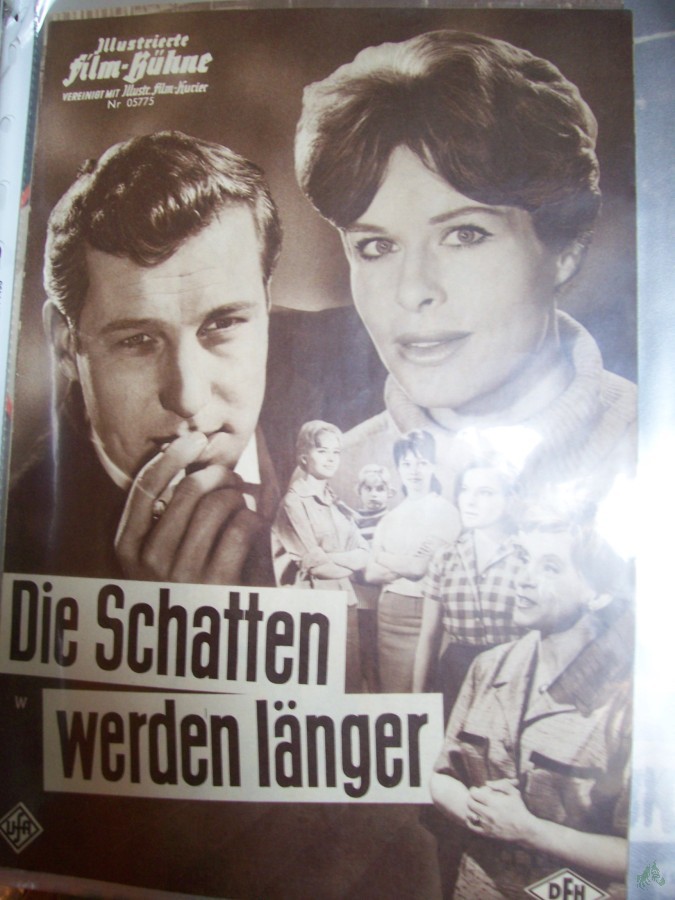 Illustrierte
Film-Bühne
VEREINIGT MIT Illustr. Film-Kurier
Nr 05775
Die Schatten
W
werden länger
UFA
DFH